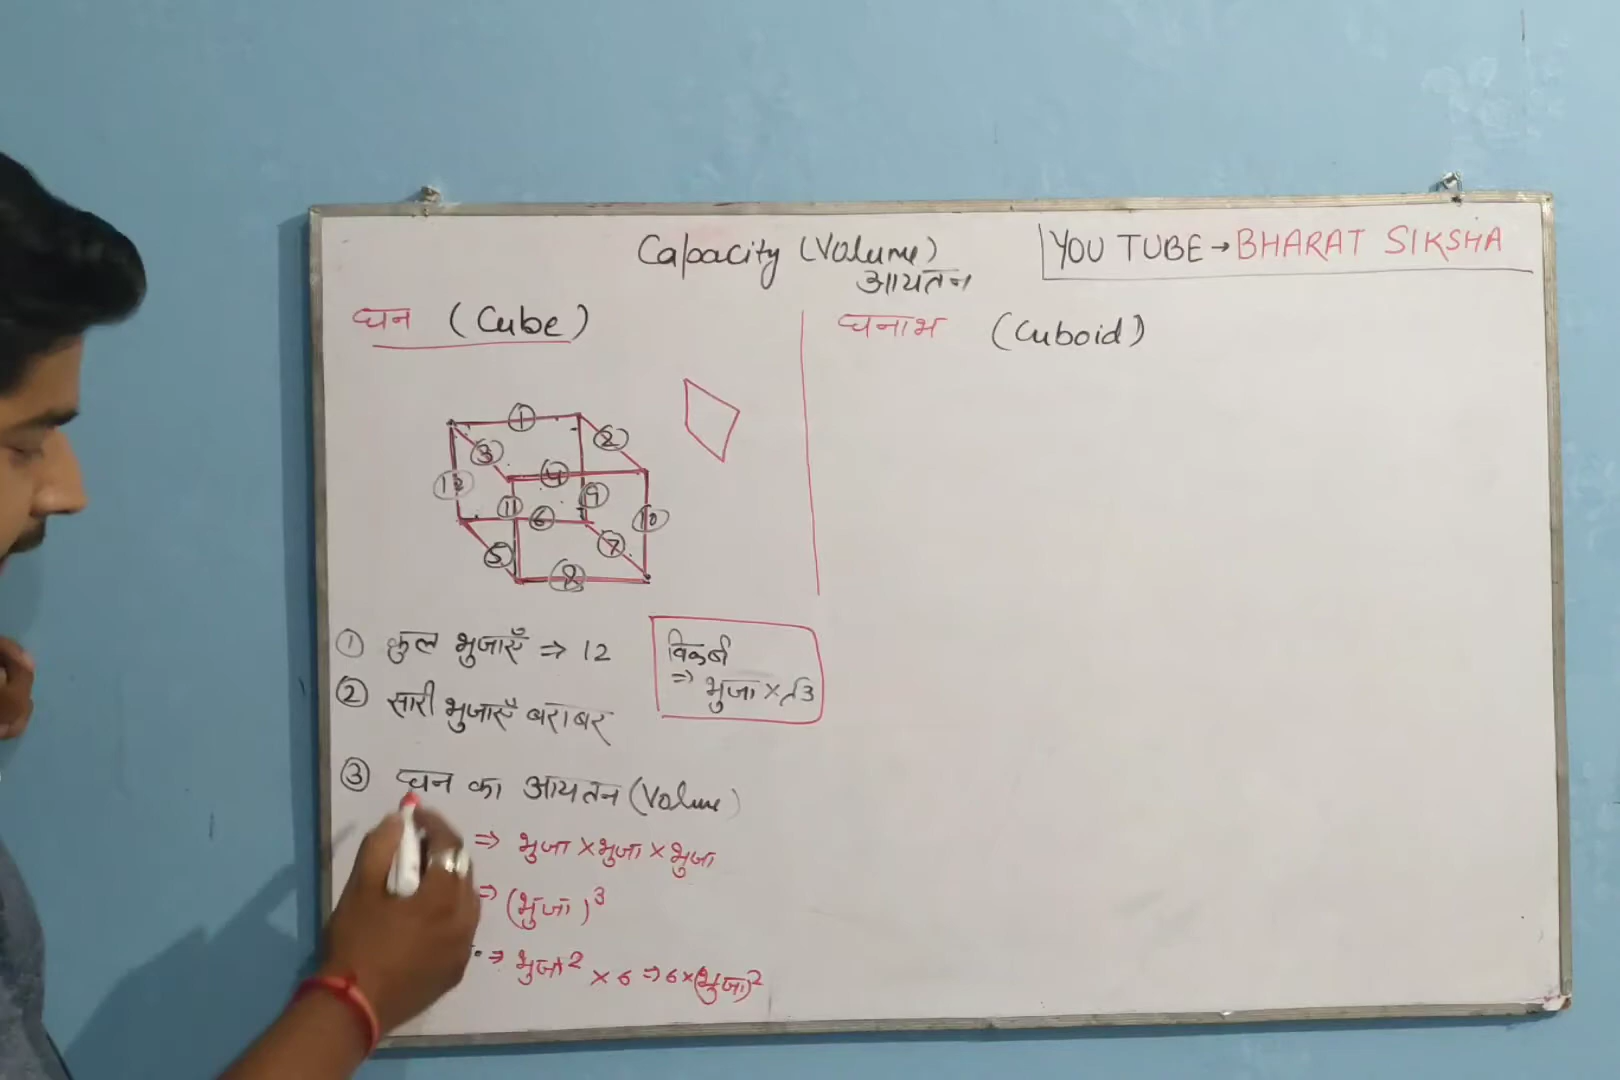 Capacity (Volume)
आयतन
YOU TUBE → BHARAT SIKSHA
घन (Cube)
घनाभ (Cuboid)
1
2
3
4
12
11
9
10
6
5
7
8
① कुल भुजाएँ ⇒ 12
② सारी भुजाएँ बराबर
विकर्ण
⇒ भुजा × √3
③ घन का आयतन (Volume)
⇒ भुजा × भुजा × भुजा
⇒ (भुजा)³
⇒ भुजा² × 6 ⇒ 6 × (भुजा)²